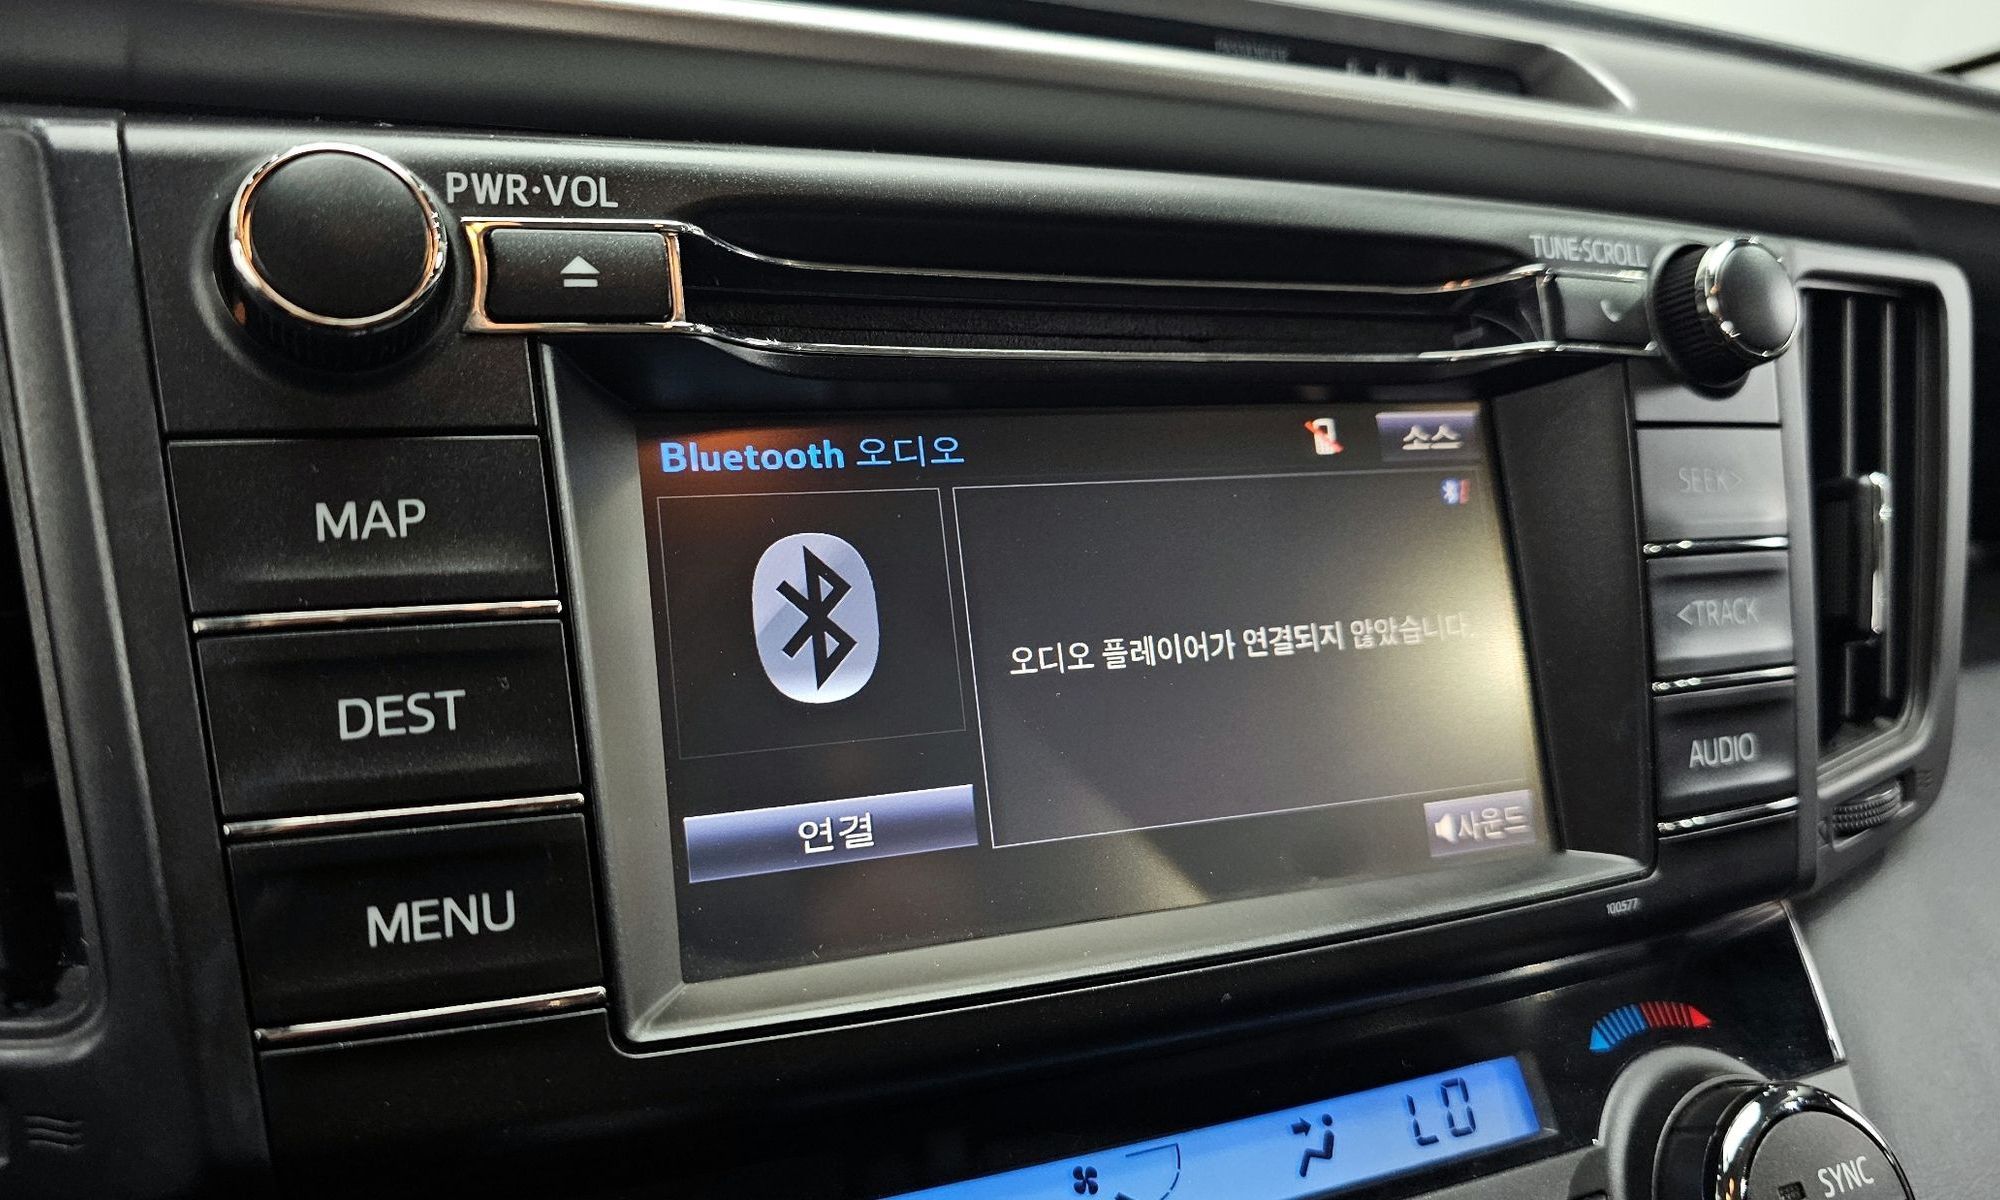 PASSENGER
PWR·VOL
TUNE·SCROLL
Bluetooth 오디오
소스
MAP
SEEK>
오디오 플레이어가 연결되지 않았습니다.
<TRACK
DEST
AUDIO
연결
사운드
MENU
100577
LO
SYNC